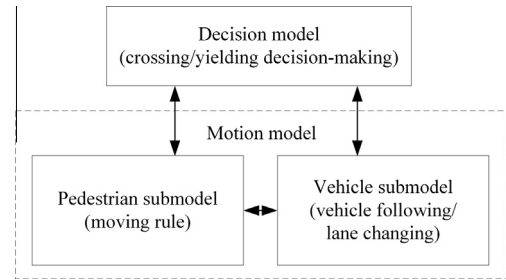 Decision model
(crossing/yielding decision-making)
Motion model
Pedestrian submodel
(moving rule)
Vehicle submodel
(vehicle following/
lane changing)